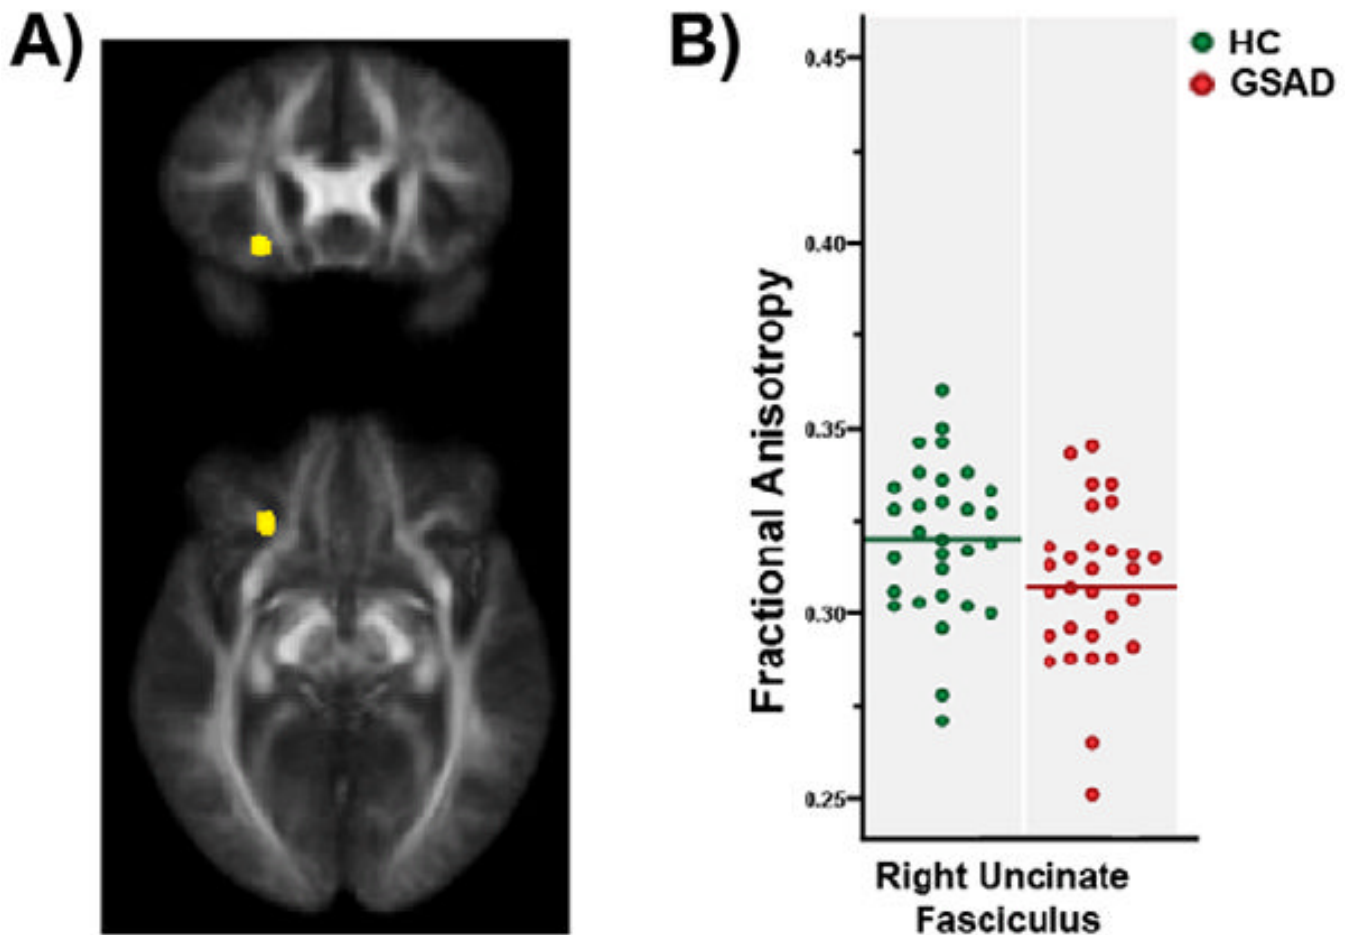 A)
B)
HC
GSAD
0.45
0.40
0.35
0.30
0.25
Fractional Anisotropy
Right Uncinate
Fasciculus